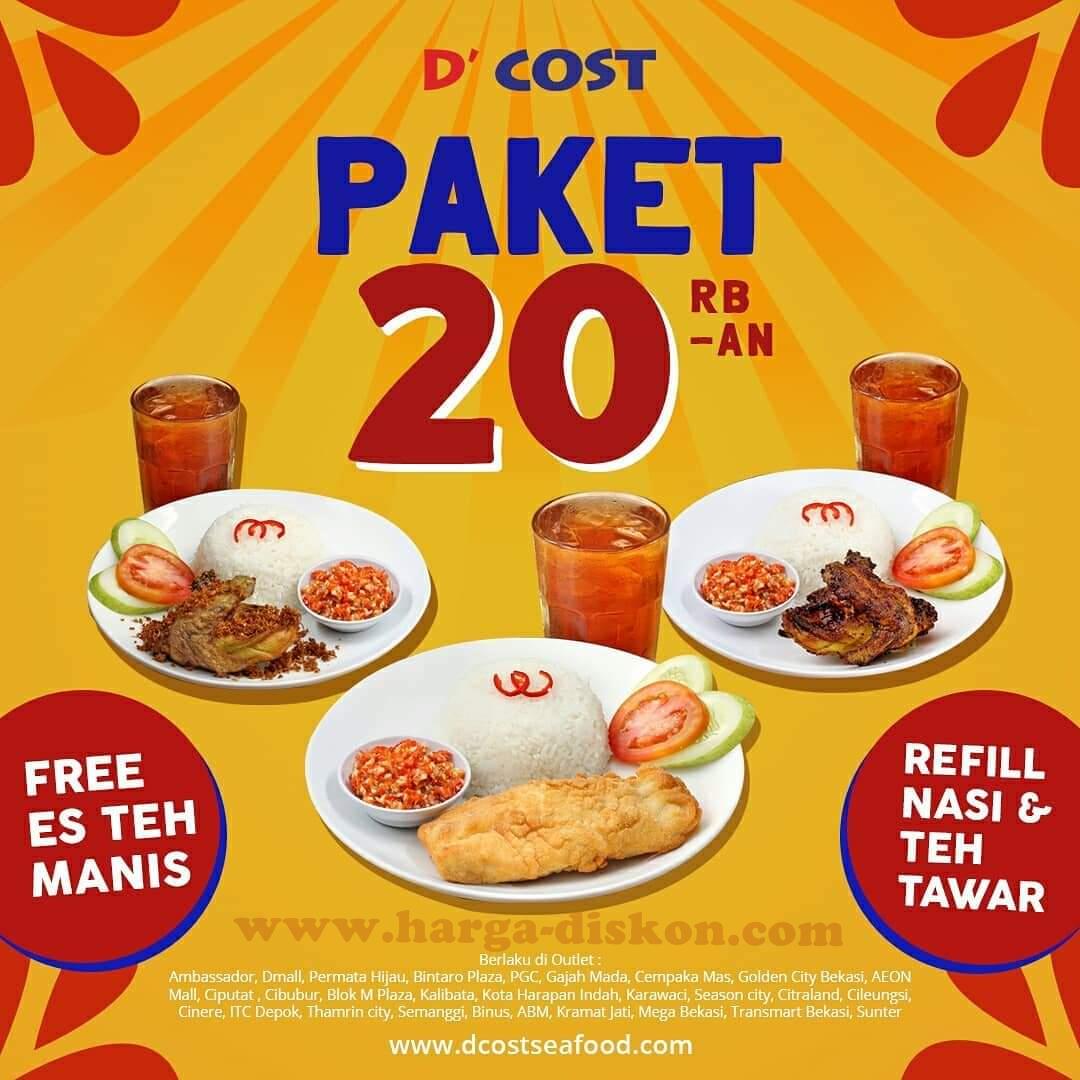 D' COST
PAKET
20
RB
-AN
FREE
ES TEH
MANIS
REFILL
NASI &
TEH
TAWAR
www.harga-diskon.com
Berlaku di Outlet :
Ambassador, Dmall, Permata Hijau, Bintaro Plaza, PGC, Gajah Mada, Cempaka Mas, Golden City Bekasi, AEON
Mall, Ciputat , Cibubur, Blok M Plaza, Kalibata, Kota Harapan Indah, Karawaci, Season city, Citraland, Cileungsi,
Cinere, ITC Depok, Thamrin city, Semanggi, Binus, ABM, Kramat Jati, Mega Bekasi, Transmart Bekasi, Sunter
www.dcostseafood.com